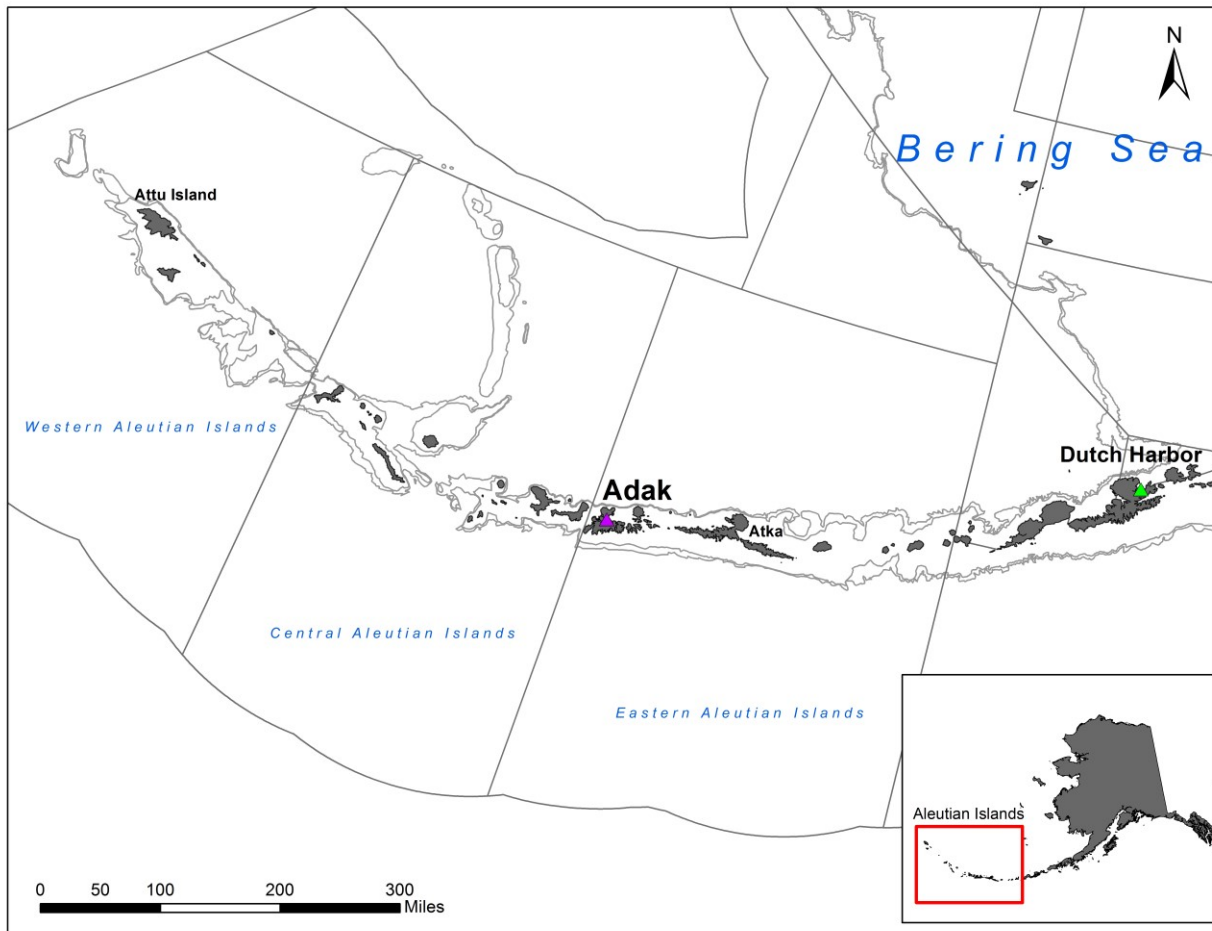 N
Bering Sea
Attu Island
Western Aleutian Islands
Dutch Harbor
Adak
Atka
Central Aleutian Islands
Eastern Aleutian Islands
Aleutian Islands
0 50 100 200 300
Miles